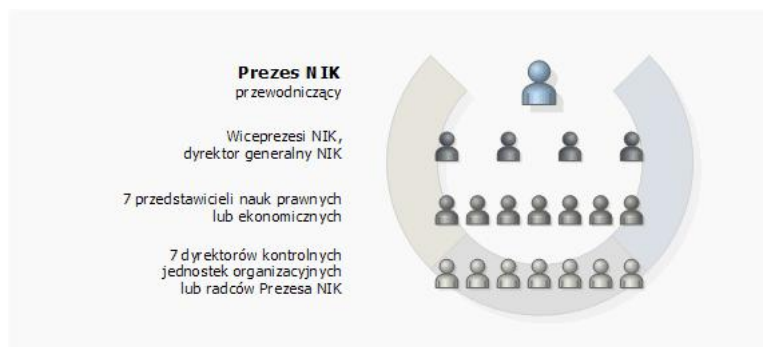 Prezes NIK
przewodniczący
Wiceprezesi NIK,
dyrektor generalny NIK
7 przedstawicieli nauk prawnych
lub ekonomicznych
7 dyrektorów kontrolnych
jednostek organizacyjnych
lub radców Prezesa NIK